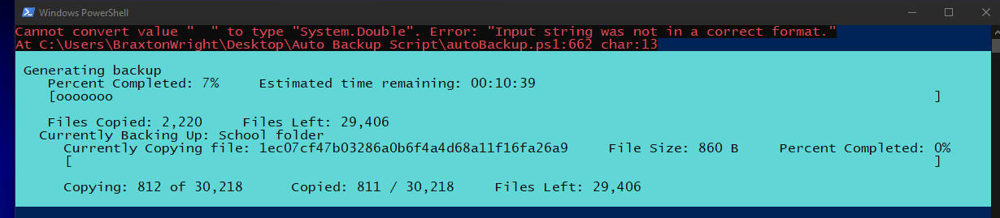 Windows PowerShell
Cannot convert value "  " to type "System.Double". Error: "Input string was not in a correct format."
At C:\Users\BraxtonWright\Desktop\Auto Backup Script\autoBackup.ps1:662 char:13
Generating backup
Percent Completed: 7%     Estimated time remaining: 00:10:39
[ooooooo                                                                                                     ]
Files Copied: 2,220     Files Left: 29,406
Currently Backing Up: School folder
Currently Copying file: 1ec07cf47b03286a0b6f4a4d68a11f16fa26a9     File Size: 860 B     Percent Completed: 0%
[                                                                                                          ]
Copying: 812 of 30,218      Copied: 811 / 30,218     Files Left: 29,406